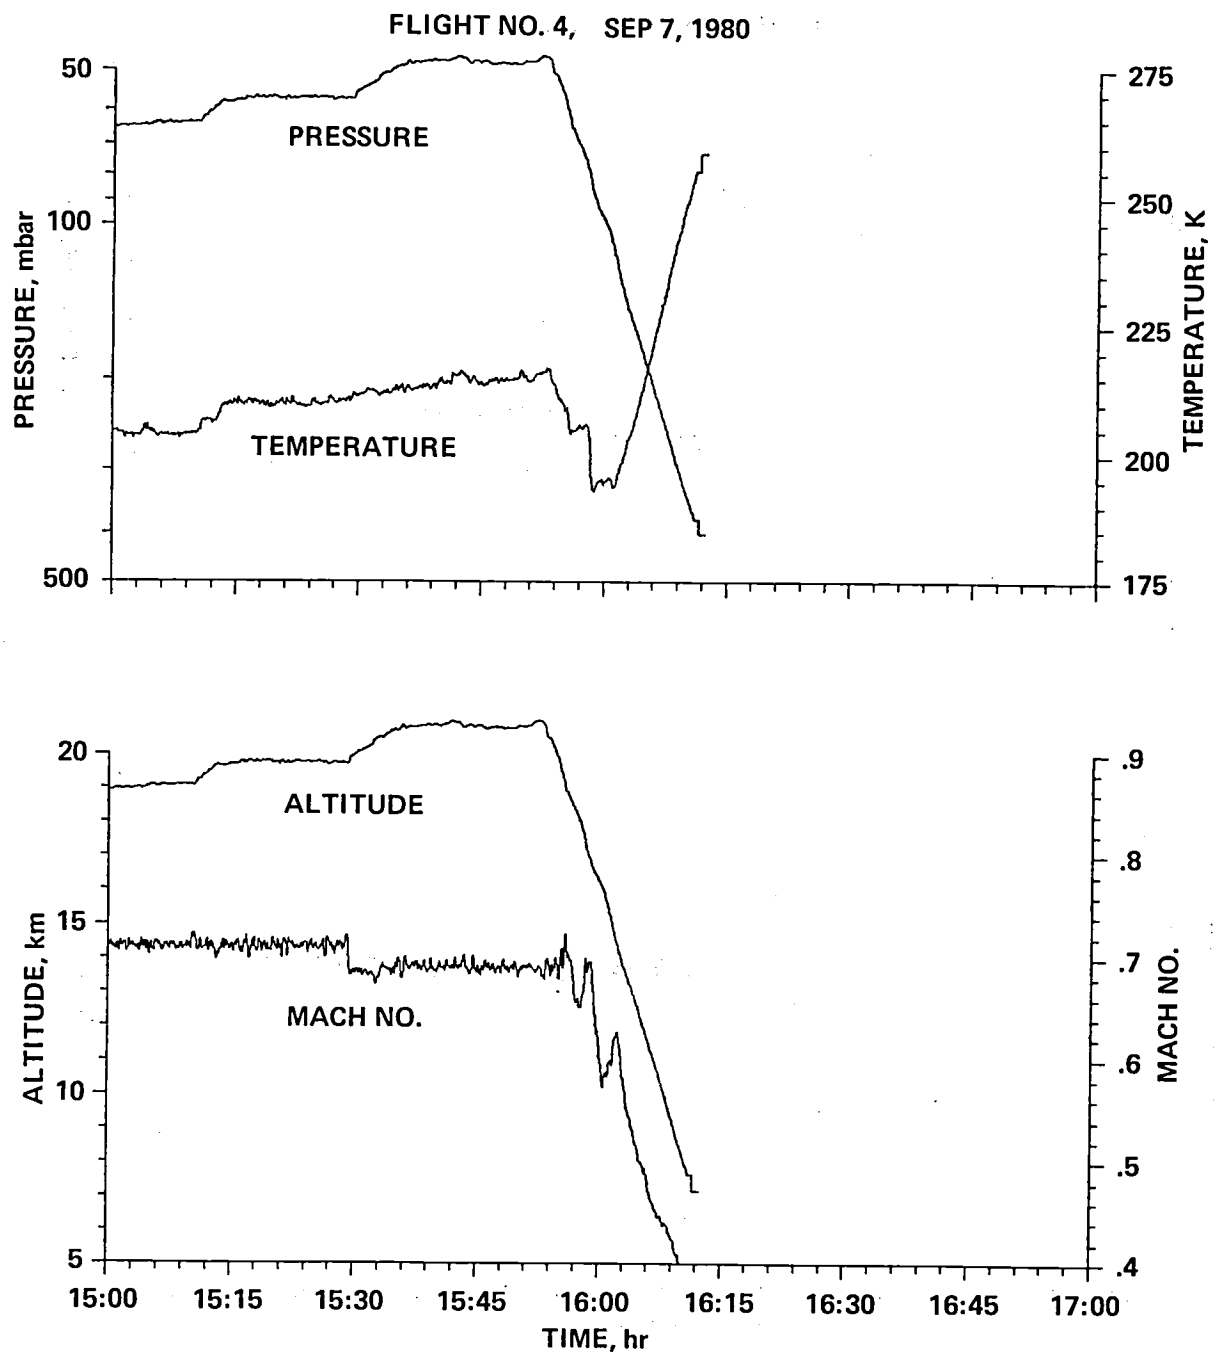 FLIGHT NO. 4, SEP 7, 1980
50
100
500
PRESSURE, mbar
PRESSURE
TEMPERATURE
275
250
225
200
175
TEMPERATURE, K
20
15
10
5
ALTITUDE, km
ALTITUDE
MACH NO.
.9
.8
.7
.6
.5
.4
MACH NO.
15:00 15:15 15:30 15:45 16:00 16:15 16:30 16:45 17:00
TIME, hr